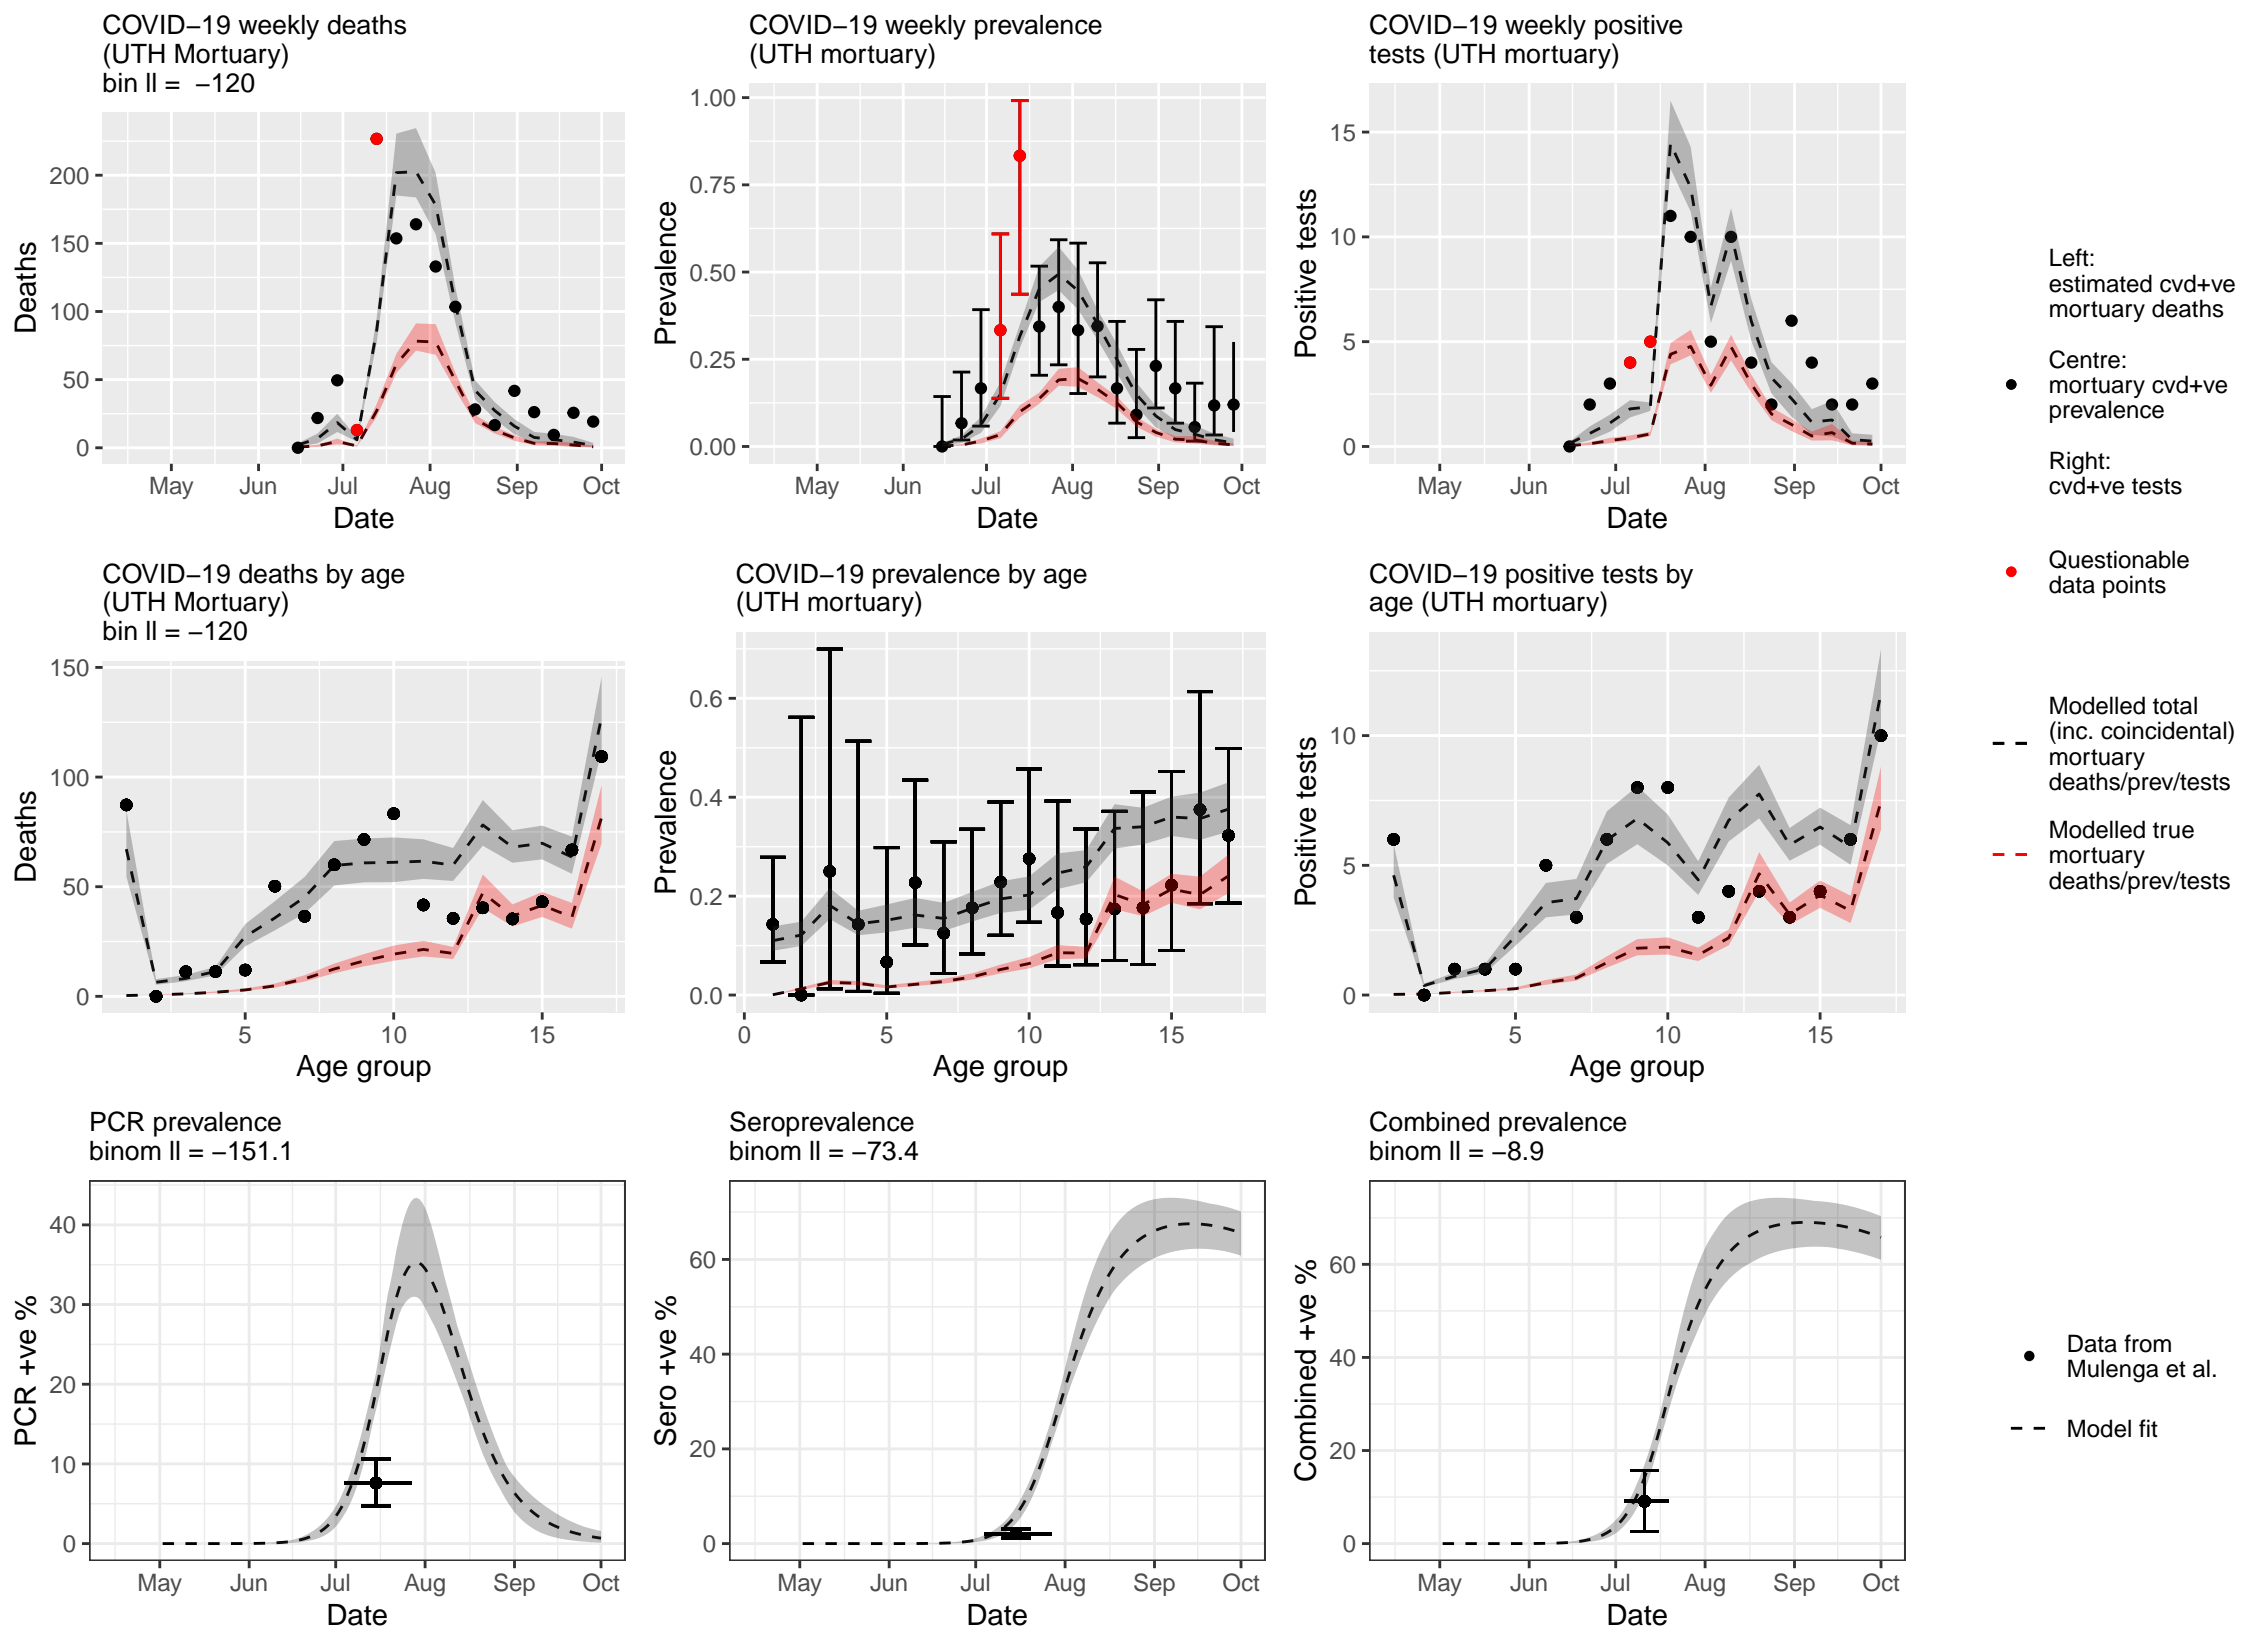 COVID−19 weekly deaths
(UTH Mortuary)
bin ll =  −120
Deaths
200
150
100
50
0
May
Jun
Jul
Aug
Sep
Oct
Date
COVID−19 weekly prevalence
(UTH mortuary)
Prevalence
1.00
0.75
0.50
0.25
0.00
May
Jun
Jul
Aug
Sep
Oct
Date
COVID−19 weekly positive
tests (UTH mortuary)
Positive tests
15
10
5
0
May
Jun
Jul
Aug
Sep
Oct
Date
Left:
estimated cvd+ve
mortuary deaths
Centre:
mortuary cvd+ve
prevalence
Right:
cvd+ve tests
Questionable
data points
Modelled total
(inc. coincidental)
mortuary
deaths/prev/tests
Modelled true
mortuary
deaths/prev/tests
COVID−19 deaths by age
(UTH Mortuary)
bin ll = −120
Deaths
150
100
50
0
5
10
15
Age group
COVID−19 prevalence by age
(UTH mortuary)
Prevalence
0.6
0.4
0.2
0.0
0
5
10
15
Age group
COVID−19 positive tests by
age (UTH mortuary)
Positive tests
10
5
0
5
10
15
Age group
PCR prevalence
binom ll = −151.1
PCR +ve %
40
30
20
10
0
May
Jun
Jul
Aug
Sep
Oct
Date
Seroprevalence
binom ll = −73.4
Sero +ve %
60
40
20
0
May
Jun
Jul
Aug
Sep
Oct
Date
Combined prevalence
binom ll = −8.9
Combined +ve %
60
40
20
0
May
Jun
Jul
Aug
Sep
Oct
Date
Data from
Mulenga et al.
Model fit